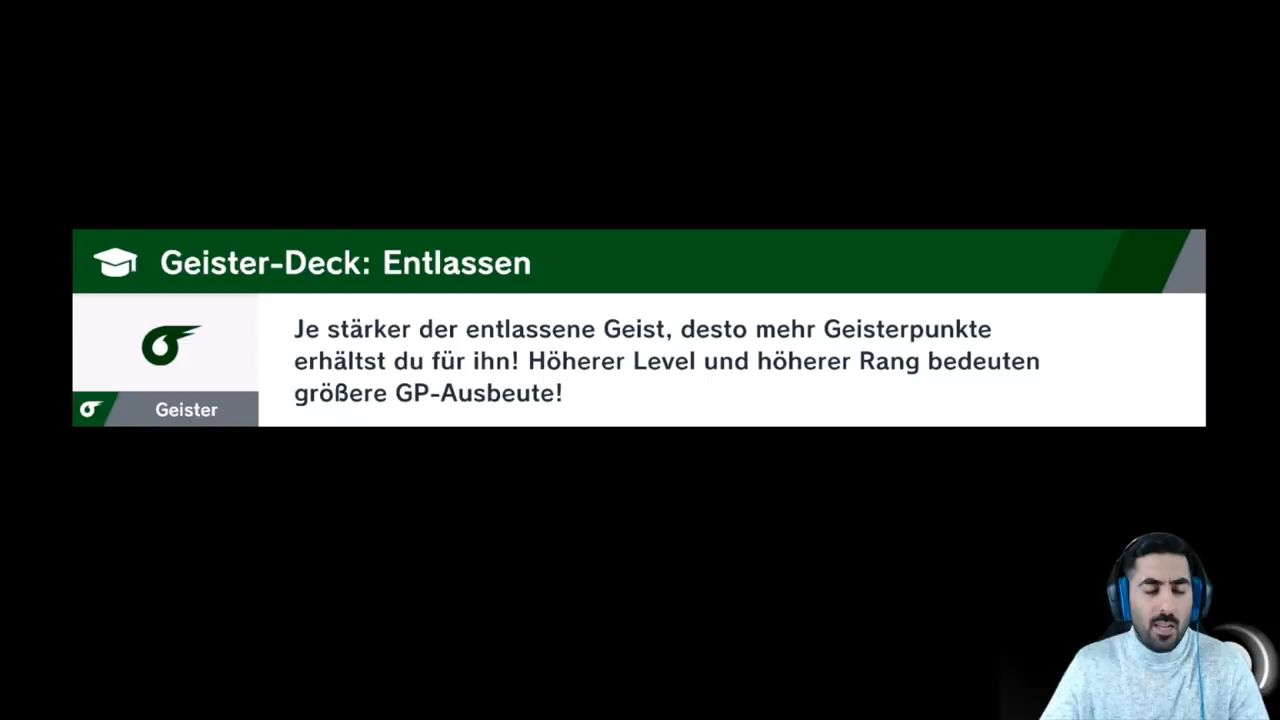 Geister-Deck: Entlassen
Je stärker der entlassene Geist, desto mehr Geisterpunkte
erhältst du für ihn! Höherer Level und höherer Rang bedeuten
größere GP-Ausbeute!
Geister